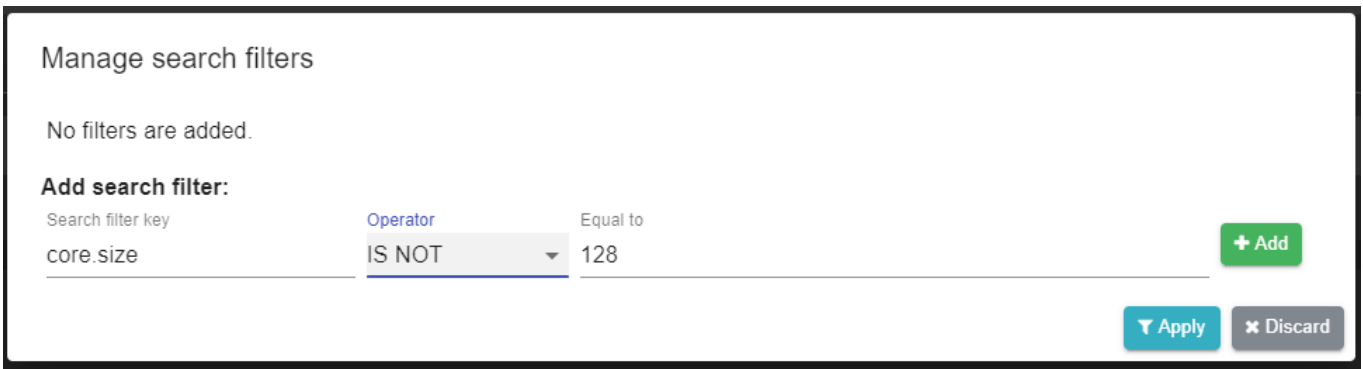 Manage search filters
No filters are added.
Add search filter:
Search filter key Operator Equal to
core.size IS NOT 128
Add
Apply Discard